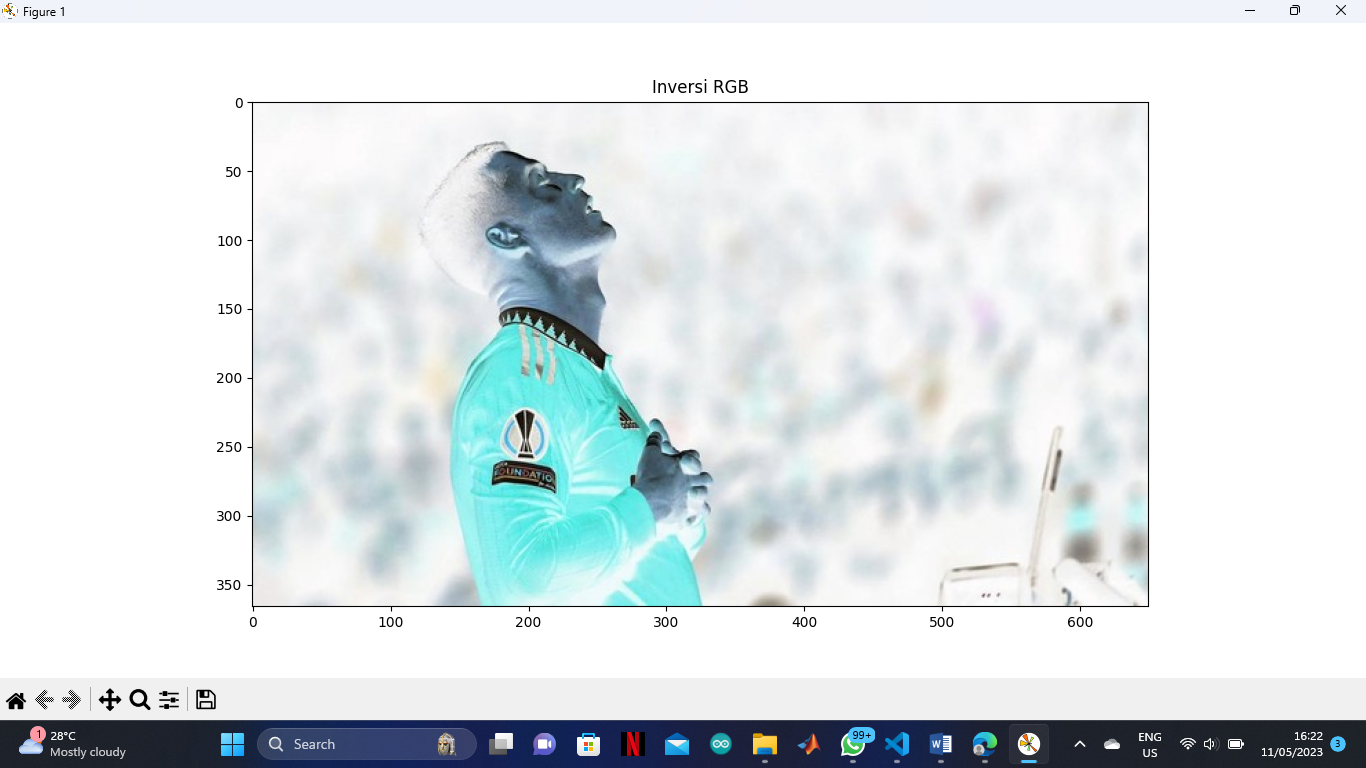 Figure 1
Inversi RGB
0
50
100
150
200
250
300
350
0 100 200 300 400 500 600
FOUNDATION
1
28°C
Mostly cloudy
Search
99+
ENG
US
16:22
11/05/2023
3